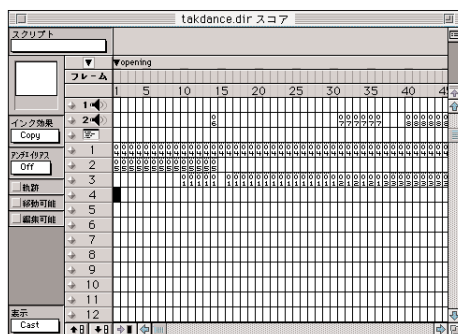 takdance.dir スコア
スクリプト
▼opening
フレーム
1 5 10 15 20 25 30 35 40 45
1
インク効果
2
Copy
アンチエイリアス
1
Off
2
軌跡
3
移動可能
4
編集可能
5
6
7
8
9
10
11
表示
12
Cast